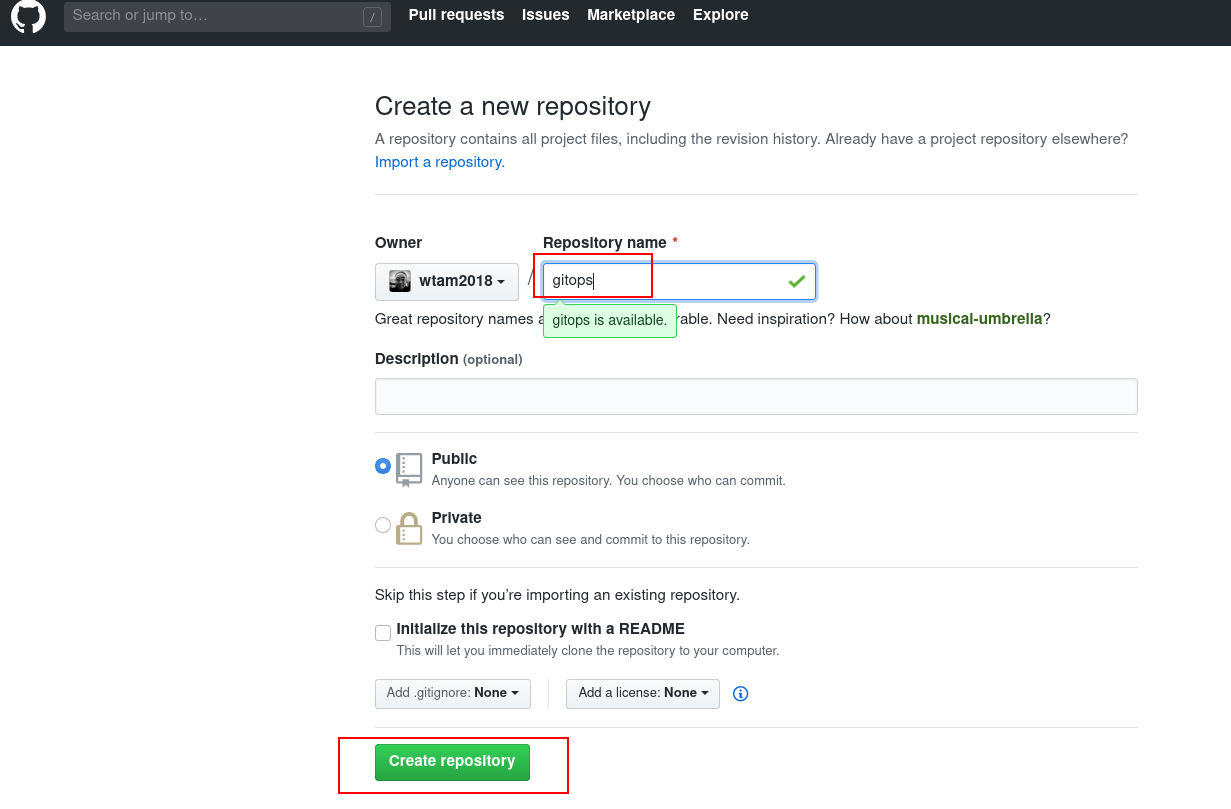 Search or jump to… /
Pull requests Issues Marketplace Explore
Create a new repository
A repository contains all project files, including the revision history. Already have a project repository elsewhere?
Import a repository.
Owner Repository name *
wtam2018 / gitops
gitops is available.
Great repository names a rable. Need inspiration? How about musical-umbrella?
Description (optional)
Public
Anyone can see this repository. You choose who can commit.
Private
You choose who can see and commit to this repository.
Skip this step if you’re importing an existing repository.
Initialize this repository with a README
This will let you immediately clone the repository to your computer.
Add .gitignore: None Add a license: None
Create repository